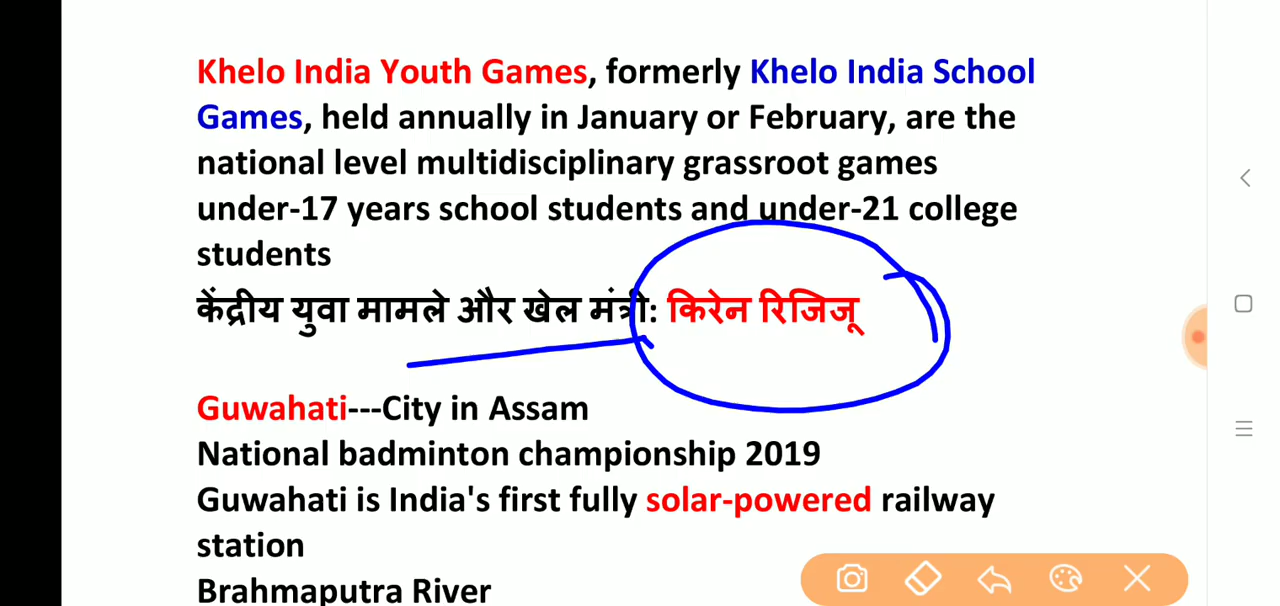 Khelo India Youth Games, formerly Khelo India School
Games, held annually in January or February, are the
national level multidisciplinary grassroot games
under-17 years school students and under-21 college
students
केंद्रीय युवा मामले और खेल मंत्री: किरेन रिजिजू
Guwahati---City in Assam
National badminton championship 2019
Guwahati is India's first fully solar-powered railway
station
Brahmaputra River